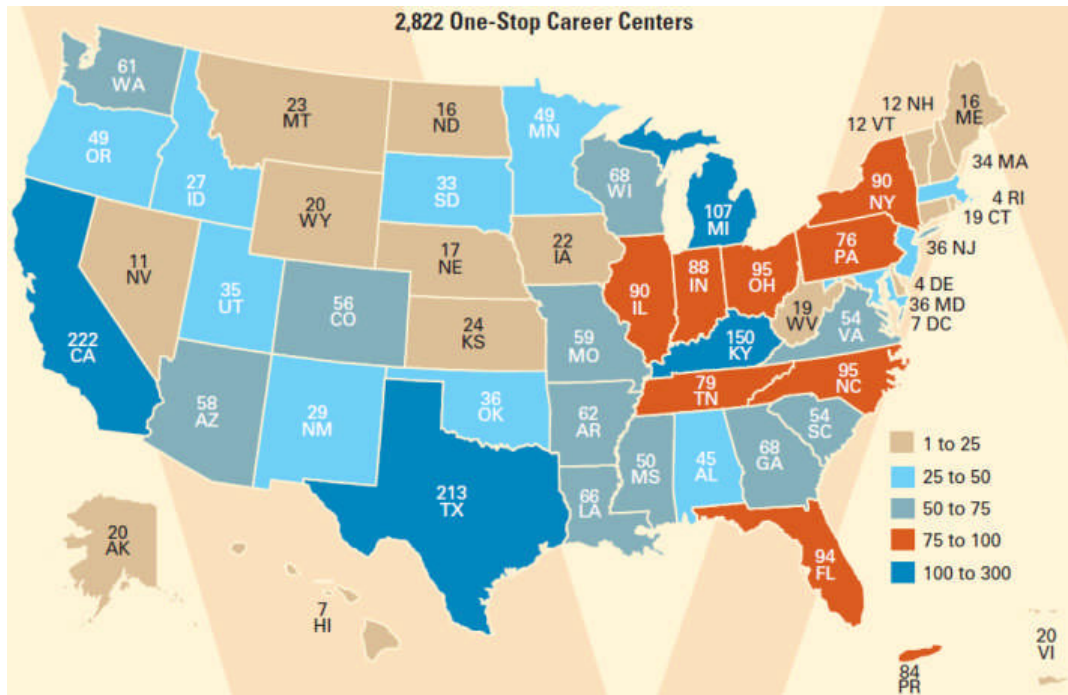 2,822 One-Stop Career Centers
61
WA
23
MT
16
ND
49
MN
12 NH
16
ME
12 VT
49
OR
27
ID
33
SD
68
WI
107
MI
90
NY
34 MA
4 RI
19 CT
20
WY
11
NV
17
NE
22
IA
76
PA
36 NJ
35
UT
56
CO
24
KS
90
IL
88
IN
95
OH
19
WV
54
VA
4 DE
36 MD
7 DC
222
CA
59
MO
150
KY
58
AZ
29
NM
36
OK
62
AR
79
TN
95
NC
54
SC
213
TX
66
LA
50
MS
45
AL
68
GA
94
FL
20
AK
7
HI
84
PR
20
VI
1 to 25
25 to 50
50 to 75
75 to 100
100 to 300